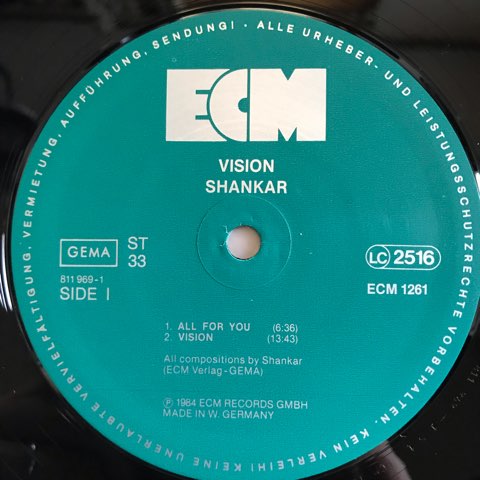 VERVIELFÄLTIGUNG, VERMIETUNG, AUFFÜHRUNG, SENDUNG! - ALLE URHEBER- UND LEISTUNGSSCHUTZRECHTE VORBEHALTEN. KEIN VERLEIH! KEINE UNERLAUBTE
ECM
VISION
SHANKAR
GEMA
ST
33
LC 2516
811 969-1
SIDE I
ECM 1261
1. ALL FOR YOU (6:36)
2. VISION (13:43)
All compositions by Shankar
(ECM Verlag-GEMA)
Ⓟ 1984 ECM RECORDS GMBH
MADE IN W. GERMANY